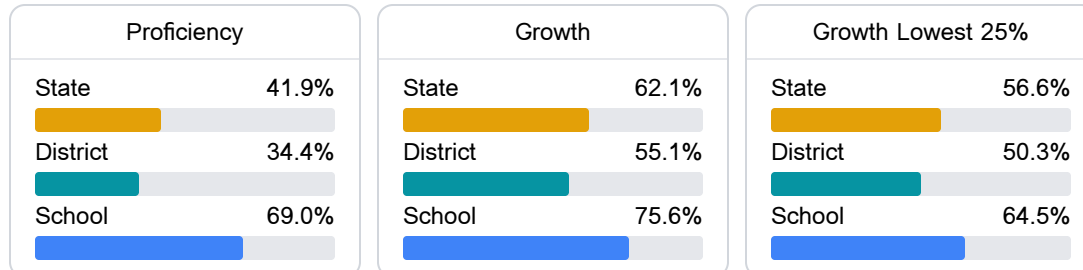 Proficiency
State 41.9%
District 34.4%
School 69.0%
Growth
State 62.1%
District 55.1%
School 75.6%
Growth Lowest 25%
State 56.6%
District 50.3%
School 64.5%